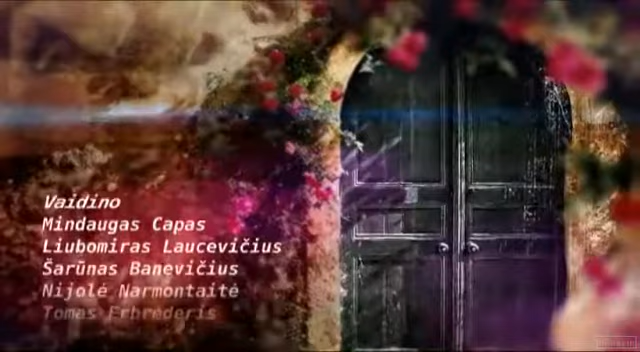 Vaidino
Mindaugas Capas
Liubomiras Laucevičius
Šarūnas Banevičius
Nijolė Narmontaitė
Tomas Erbrėderis